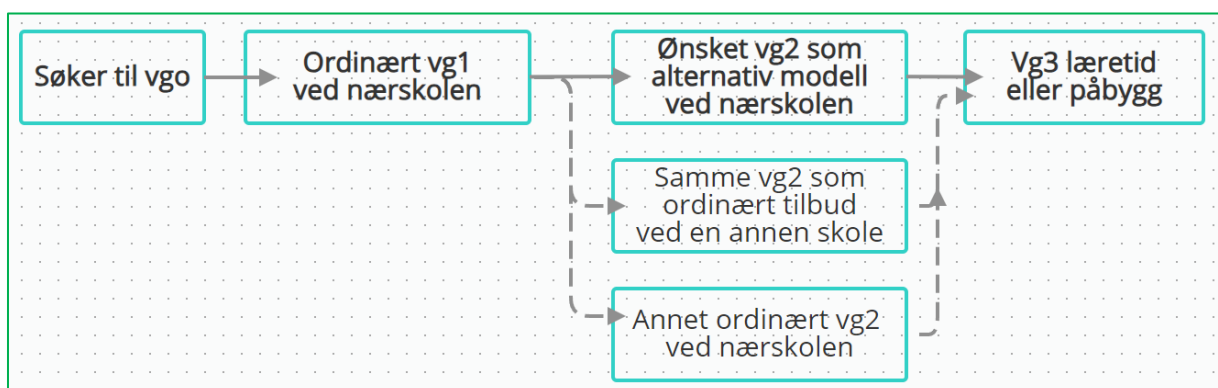 Søker til vgo
Ordinært vg1
ved nærskolen
Ønsket vg2 som
alternativ modell
ved nærskolen
Vg3 læretid
eller påbygg
Samme vg2 som
ordinært tilbud
ved en annen skole
Annet ordinært vg2
ved nærskolen